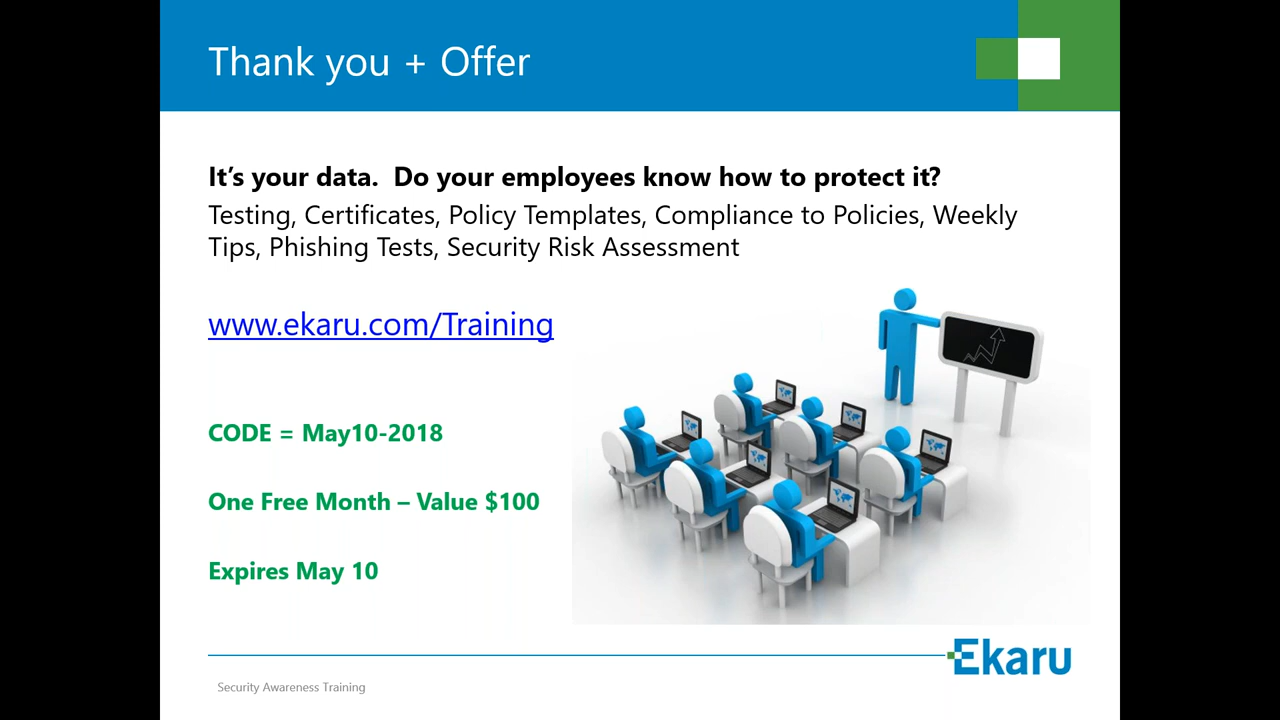 Thank you + Offer
It's your data.  Do your employees know how to protect it?
Testing, Certificates, Policy Templates, Compliance to Policies, Weekly
Tips, Phishing Tests, Security Risk Assessment
www.ekaru.com/Training
CODE = May10-2018
One Free Month – Value $100
Expires May 10
Ekaru
Security Awareness Training